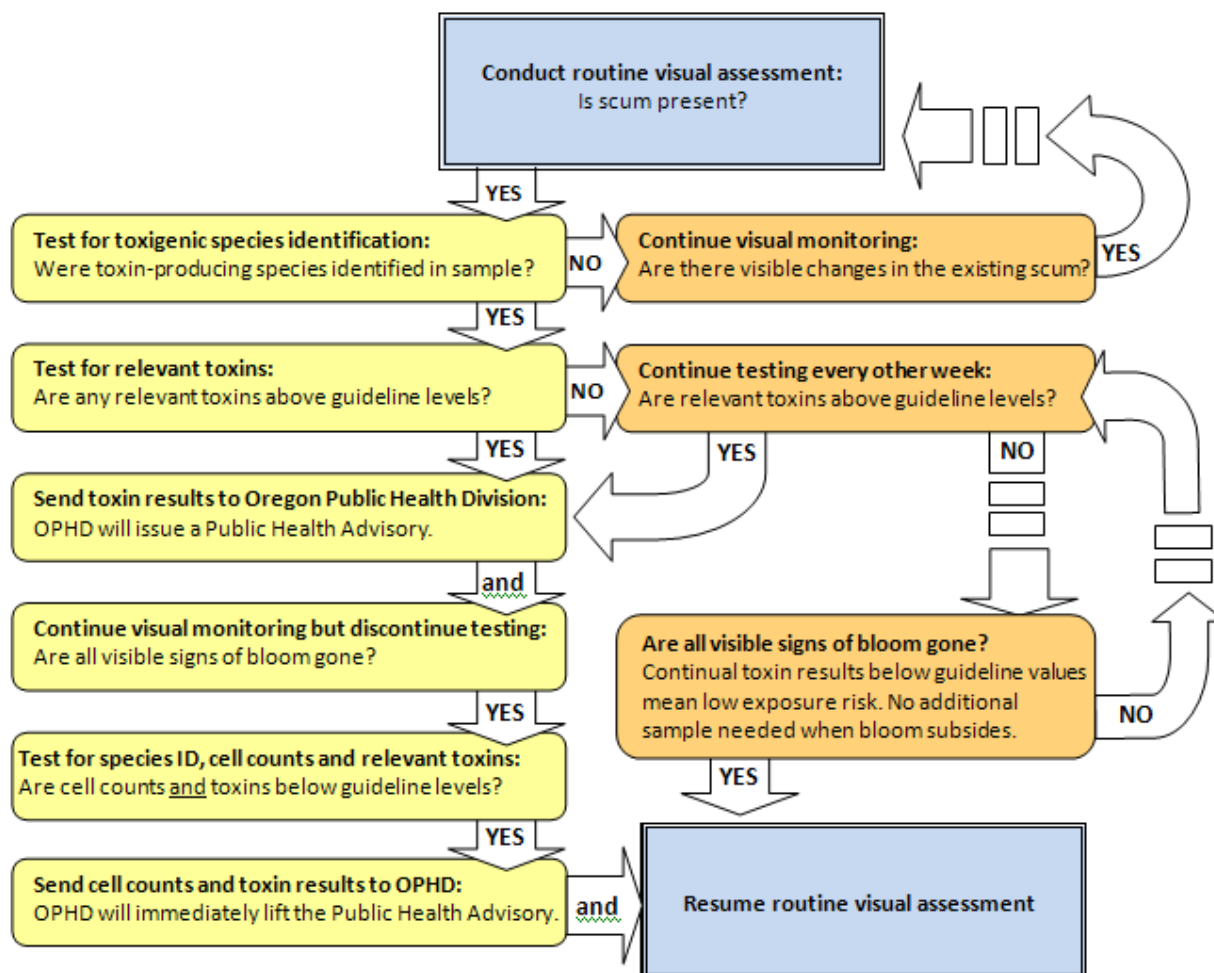 Conduct routine visual assessment:
Is scum present?
YES
Test for toxigenic species identification:
Were toxin-producing species identified in sample?
NO
Continue visual monitoring:
Are there visible changes in the existing scum?
YES
YES
Test for relevant toxins:
Are any relevant toxins above guideline levels?
NO
Continue testing every other week:
Are relevant toxins above guideline levels?
YES
YES
NO
Send toxin results to Oregon Public Health Division:
OPHD will issue a Public Health Advisory.
and
Continue visual monitoring but discontinue testing:
Are all visible signs of bloom gone?
Are all visible signs of bloom gone?
Continual toxin results below guideline values
mean low exposure risk. No additional
sample needed when bloom subsides.
NO
YES
YES
Test for species ID, cell counts and relevant toxins:
Are cell counts and toxins below guideline levels?
YES
Send cell counts and toxin results to OPHD:
OPHD will immediately lift the Public Health Advisory.
and
Resume routine visual assessment